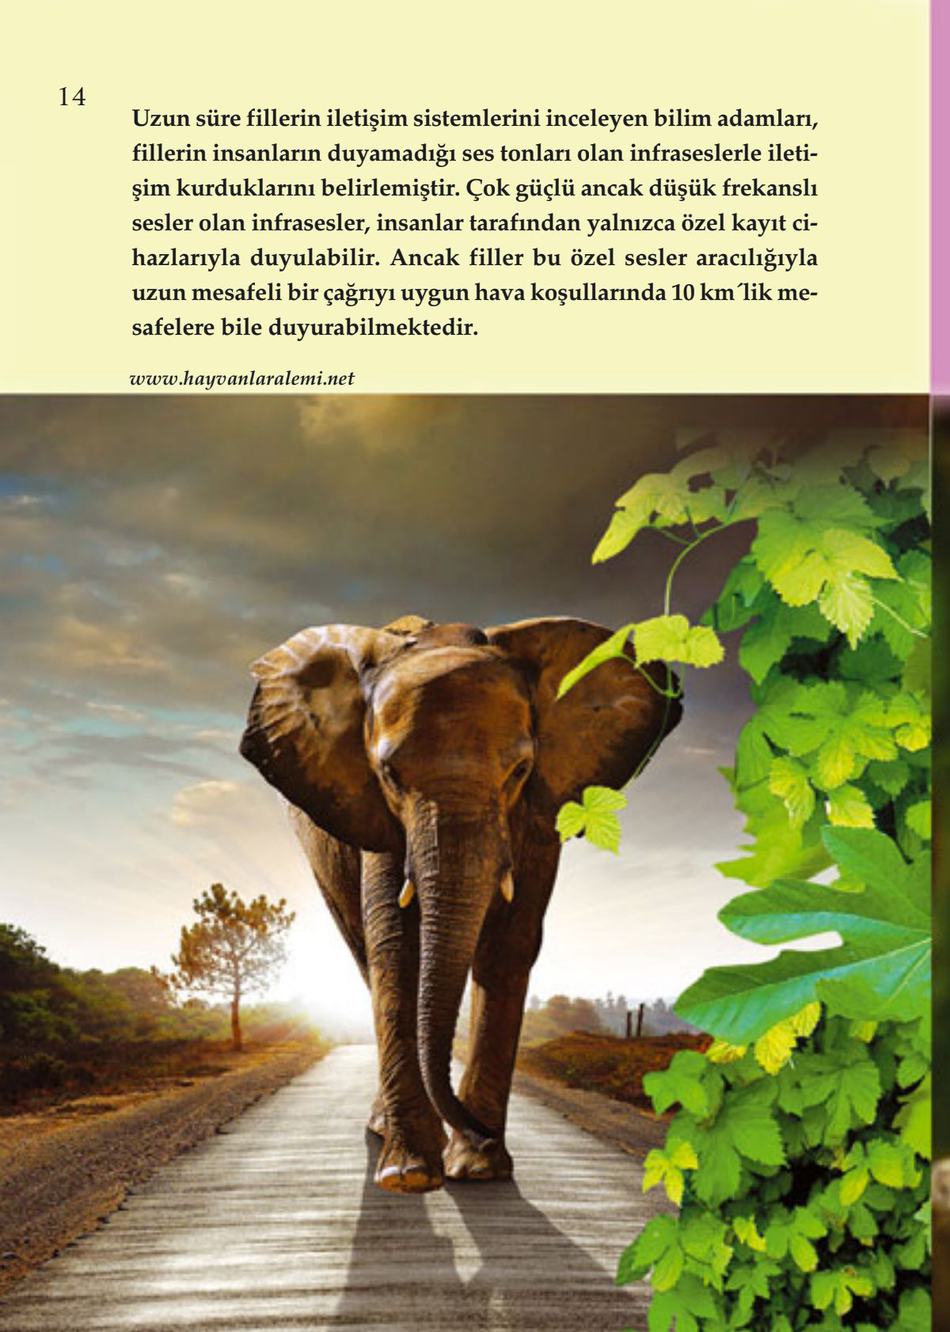 14
Uzun süre fillerin iletişim sistemlerini inceleyen bilim adamları,
fillerin insanların duyamadığı ses tonları olan infraseslerle ileti-
şim kurduklarını belirlemiştir. Çok güçlü ancak düşük frekanslı
sesler olan infrasesler, insanlar tarafından yalnızca özel kayıt ci-
hazlarıyla duyulabilir. Ancak filler bu özel sesler aracılığıyla
uzun mesafeli bir çağrıyı uygun hava koşullarında 10 km´lik me-
safelere bile duyurabilmektedir.
www.hayvanlaralemi.net